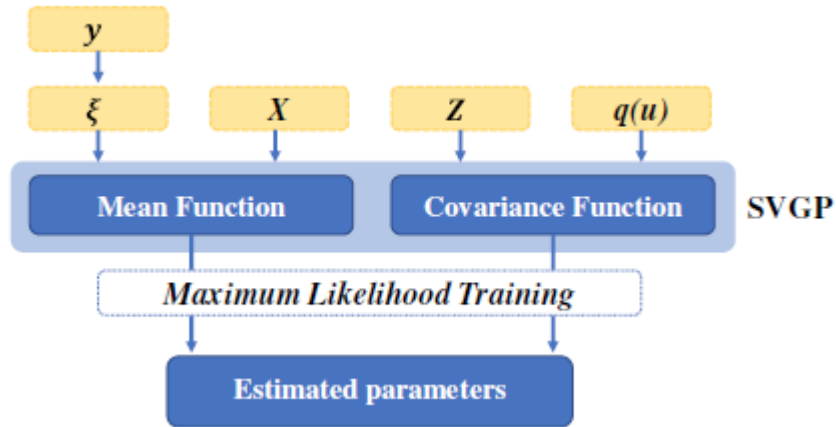 y
ξ
X
Z
q(u)
Mean Function
Covariance Function
SVGP
Maximum Likelihood Training
Estimated parameters